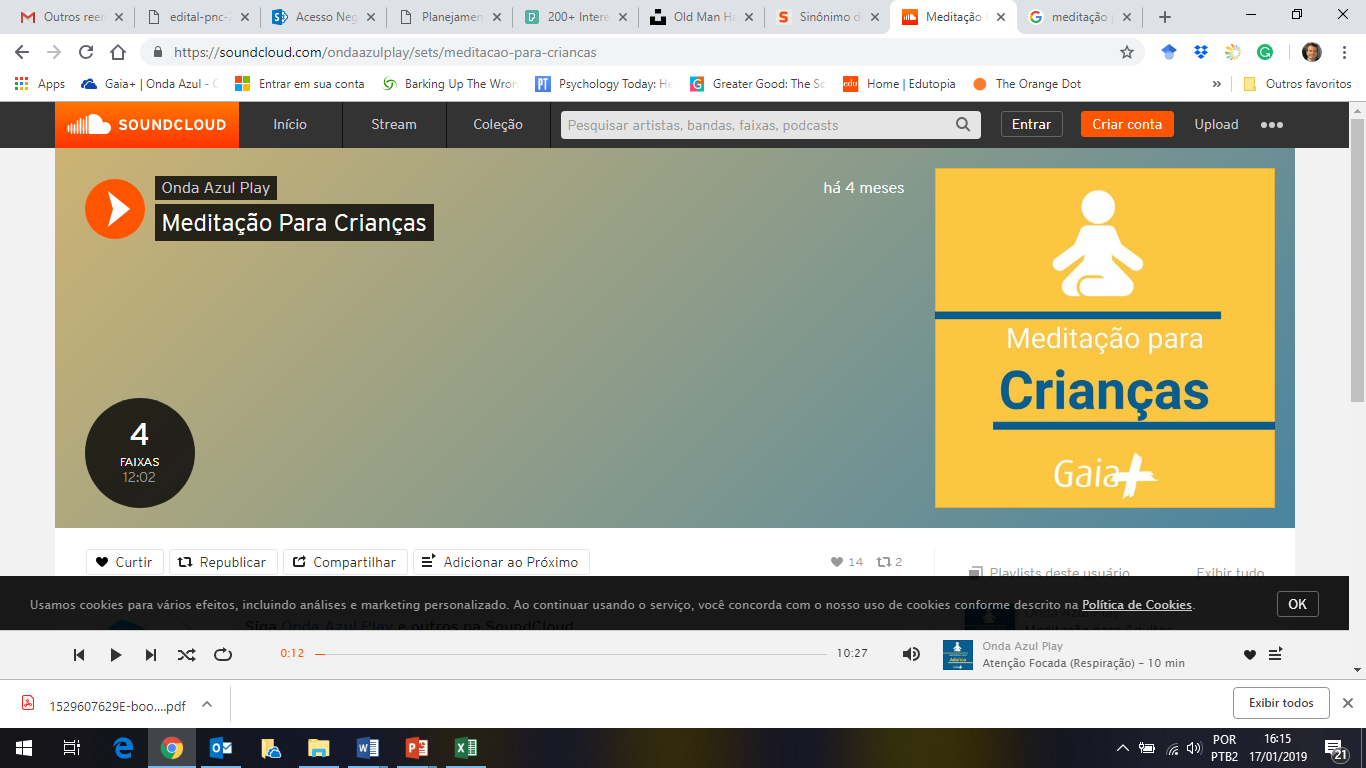 Outros reen
edital-pnc-2
Acesso Neg
Planejamen
200+ Intere
Old Man Ha
Sinônimo d
Meditação
meditação p
https://soundcloud.com/ondaazulplay/sets/meditacao-para-criancas
Apps
Gaia+ | Onda Azul - C
Entrar em sua conta
Barking Up The Wron
Psychology Today: He
Greater Good: The Sc
Home | Edutopia
The Orange Dot
»
Outros favoritos
SOUNDCLOUD
Início
Stream
Coleção
Pesquisar artistas, bandas, faixas, podcasts
Entrar
Criar conta
Upload
Onda Azul Play
há 4 meses
Meditação Para Crianças
Meditação para
Crianças
Gaia+
4
FAIXAS
12:02
Curtir
Republicar
Compartilhar
Adicionar ao Próximo
14
2
Playlists deste usuário
Exibir tudo
Usamos cookies para vários efeitos, incluindo análises e marketing personalizado. Ao continuar usando o serviço, você concorda com o nosso uso de cookies conforme descrito na Política de Cookies.
OK
Siga Onda Azul Play e outros na SoundCloud
Meditação para Adultos
0:12
10:27
Onda Azul Play
Atenção Focada (Respiração) – 10 min
1529607629E-boo....pdf
Exibir todos
POR
PTB2
16:15
17/01/2019
21